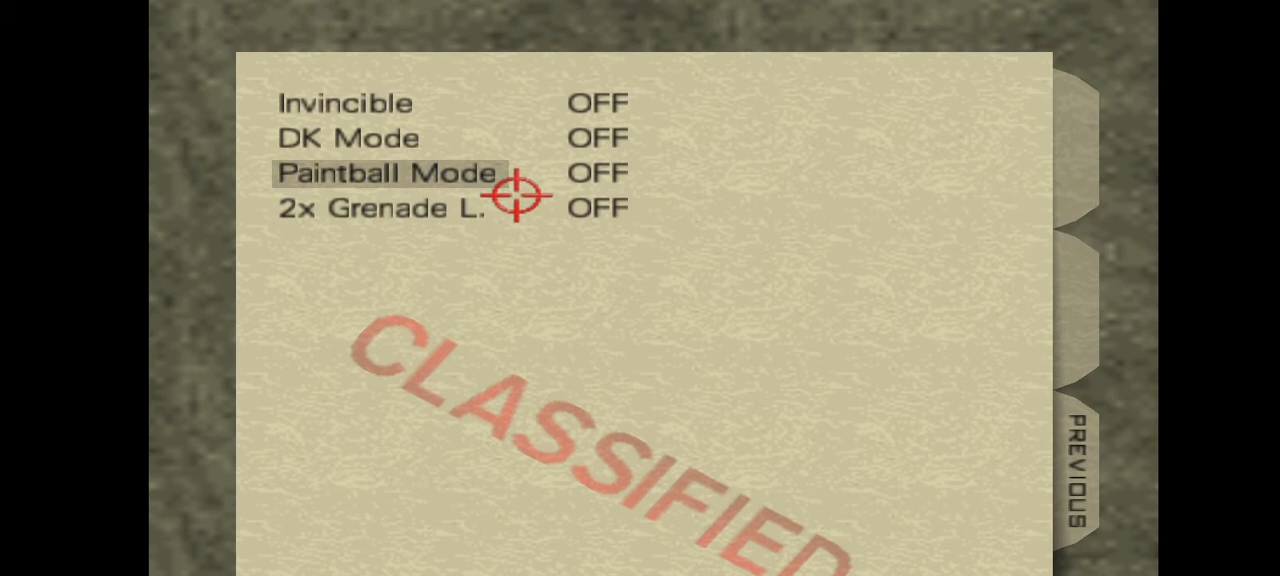 Invincible OFF
DK Mode OFF
Paintball Mode OFF
2x Grenade L. OFF
CLASSIFIED
PREVIOUS